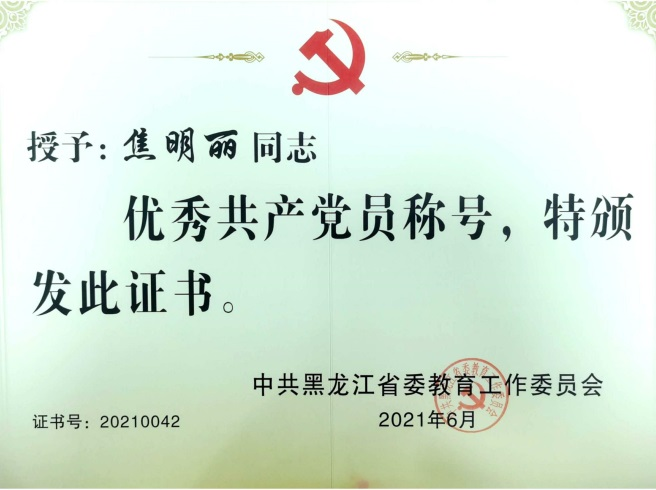 授予：焦明丽同志
优秀共产党员称号，特颁
发此证书。
中共黑龙江省委教育工作委员会
证书号：20210042
2021年6月